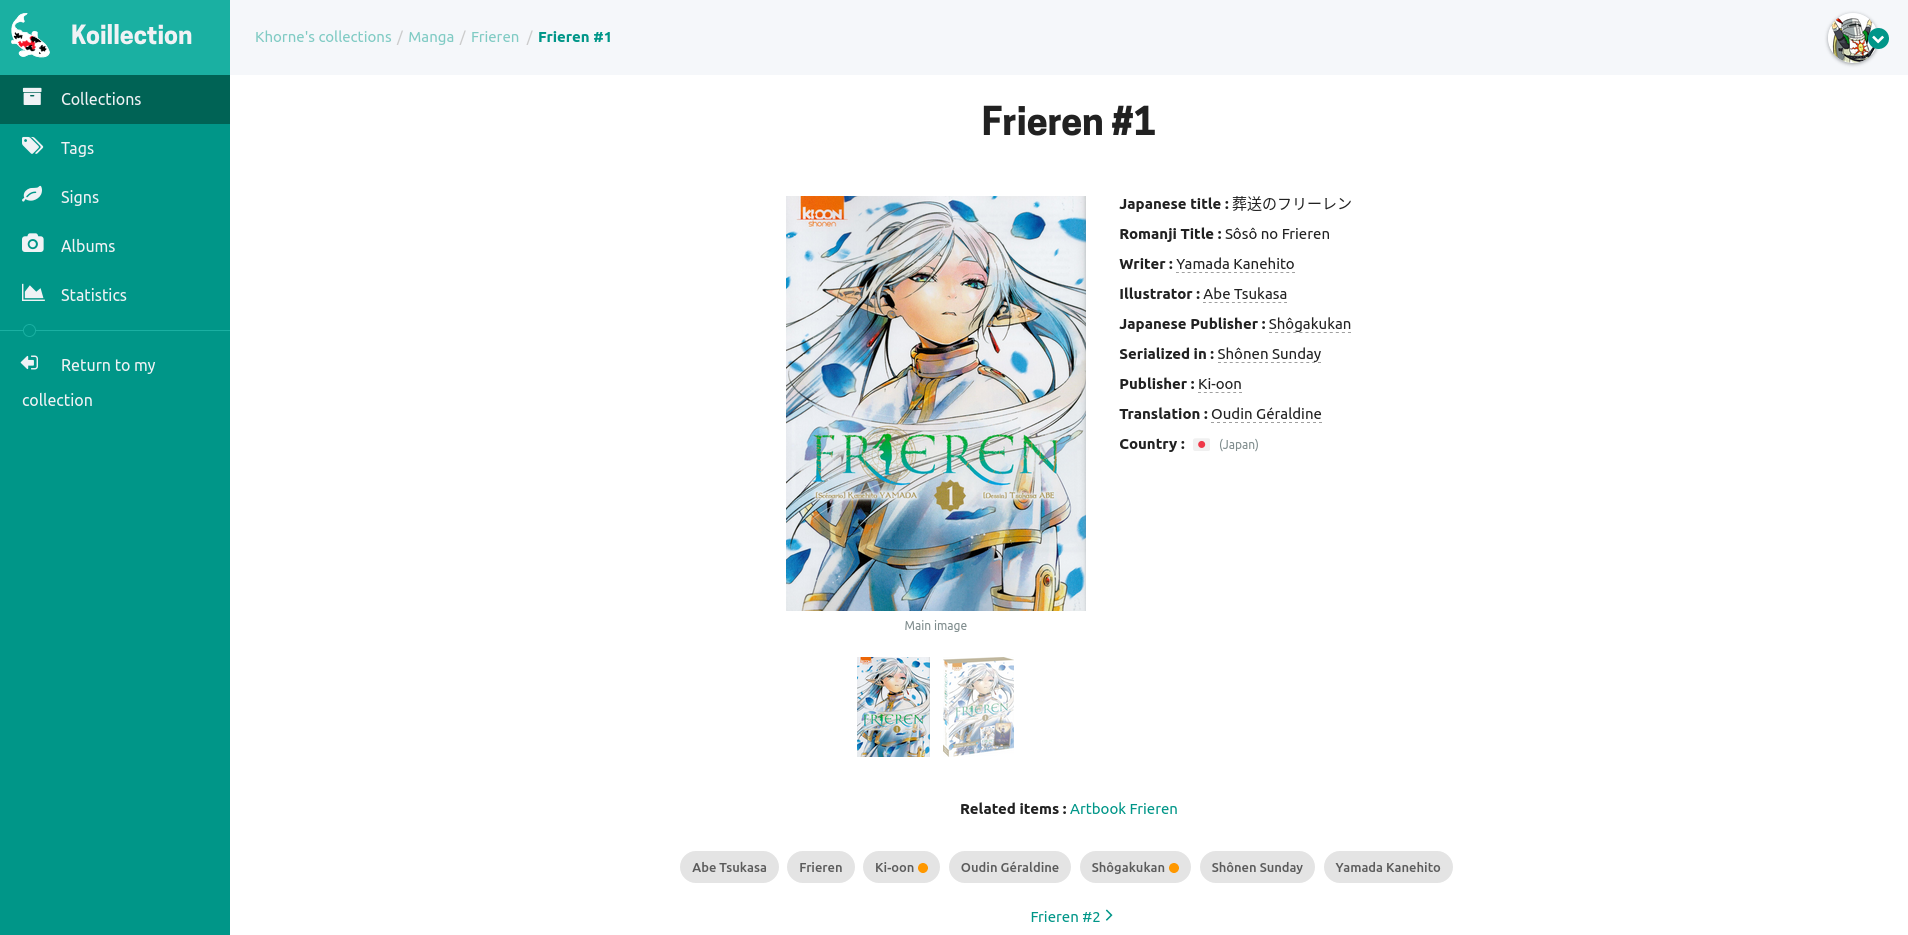 Koillection
Khorne's collections / Manga / Frieren / Frieren #1
Collections
Tags
Signs
Albums
Statistics
Return to my
collection
Frieren #1
KI-OON
shonen
FRIEREN
[Scénario] Kanehito YAMADA
1
[Dessin] Tsukasa ABE
Main image
FRIEREN
FRIEREN
Japanese title : 葬送のフリーレン
Romanji Title : Sôsô no Frieren
Writer : Yamada Kanehito
Illustrator : Abe Tsukasa
Japanese Publisher : Shôgakukan
Serialized in : Shônen Sunday
Publisher : Ki-oon
Translation : Oudin Géraldine
Country : (Japan)
Related items : Artbook Frieren
Abe Tsukasa
Frieren
Ki-oon
Oudin Géraldine
Shôgakukan
Shônen Sunday
Yamada Kanehito
Frieren #2